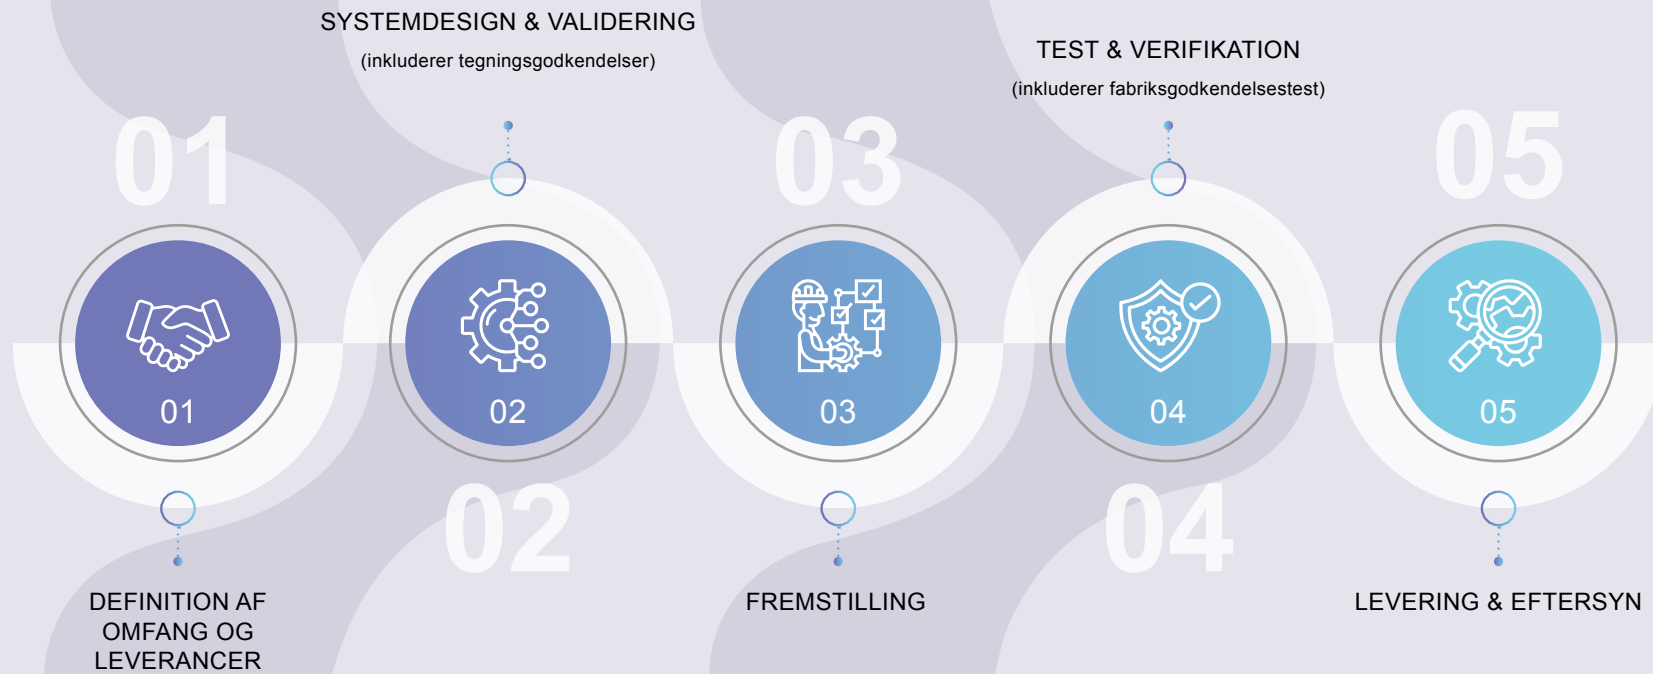 01
01
DEFINITION AF
OMFANG OG
LEVERANCER
SYSTEMDESIGN & VALIDERING
(inkluderer tegningsgodkendelser)
02
02
03
03
FREMSTILLING
TEST & VERIFIKATION
(inkluderer fabriksgodkendelsestest)
04
04
05
05
LEVERING & EFTERSYN